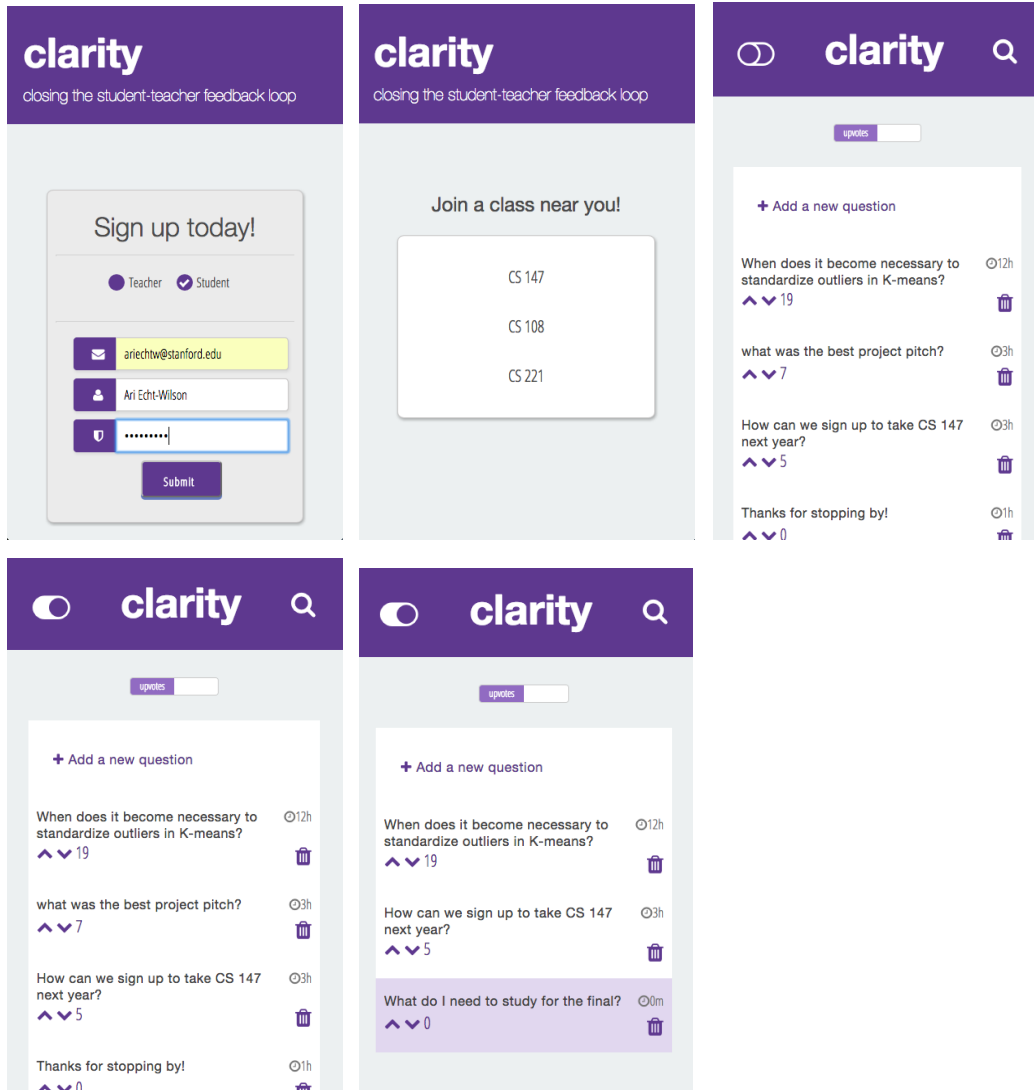 clarity
closing the student-teacher feedback loop
Sign up today!
Teacher Student
ariechtw@stanford.edu
Ari Echt-Wilson
•••••••••
Submit
clarity
closing the student-teacher feedback loop
Join a class near you!
CS 147
CS 108
CS 221
clarity
upvotes
+ Add a new question
When does it become necessary to 12h
standardize outliers in K-means?
19
what was the best project pitch? 3h
7
How can we sign up to take CS 147 3h
next year?
5
Thanks for stopping by! 1h
0
clarity
upvotes
+ Add a new question
When does it become necessary to 12h
standardize outliers in K-means?
19
what was the best project pitch? 3h
7
How can we sign up to take CS 147 3h
next year?
5
Thanks for stopping by! 1h
0
clarity
upvotes
+ Add a new question
When does it become necessary to 12h
standardize outliers in K-means?
19
How can we sign up to take CS 147 3h
next year?
5
What do I need to study for the final? 0m
0